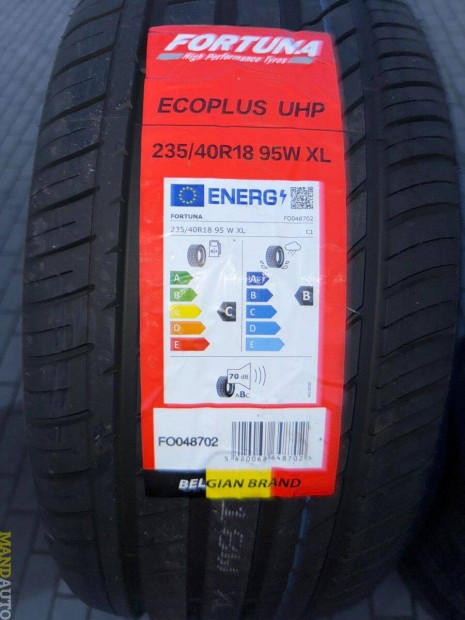 FORTUNA
High Performance Tyres
ECOPLUS UHP
235/40R18 95W XL
ENERG
FORTUNA FO048702
235/40R18 95 W XL C1
A A
B B B
C C C
D D
E E
70 dB
ABC
FO048702
BELGIAN BRAND
MANDAUTO